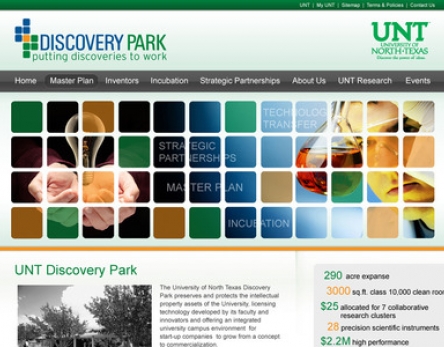 UNT | My UNT | Sitemap | Terms & Policies | Contact Us
DISCOVERY PARK
putting discoveries to work
UNT
UNIVERSITY OF
NORTH·TEXAS
Discover the power of ideas
Home Master Plan Inventors Incubation Strategic Partnerships About Us UNT Research Events
TECHNOLOGY
TRANSFER
STRATEGIC
PARTNERSHIPS
MASTER PLAN
INCUBATION
UNT Discovery Park
The University of North Texas Discovery
Park preserves and protects the intellectual
property assets of the University, licensing
technology developed by its faculty and
innovators and offering an integrated
university campus environment for
start-up companies to grow from a concept
to commercialization.
290 acre expanse
3000 sq.ft. class 10,000 clean room
$25 allocated for 7 collaborative
research clusters
28 precision scientific instruments
$2.2M high performance